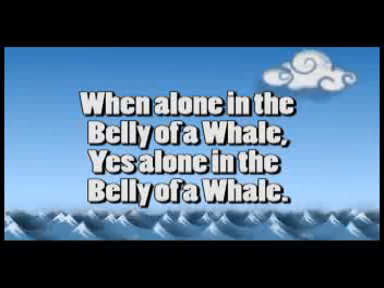 When alone in the
Belly of a Whale,
Yes alone in the
Belly of a Whale.